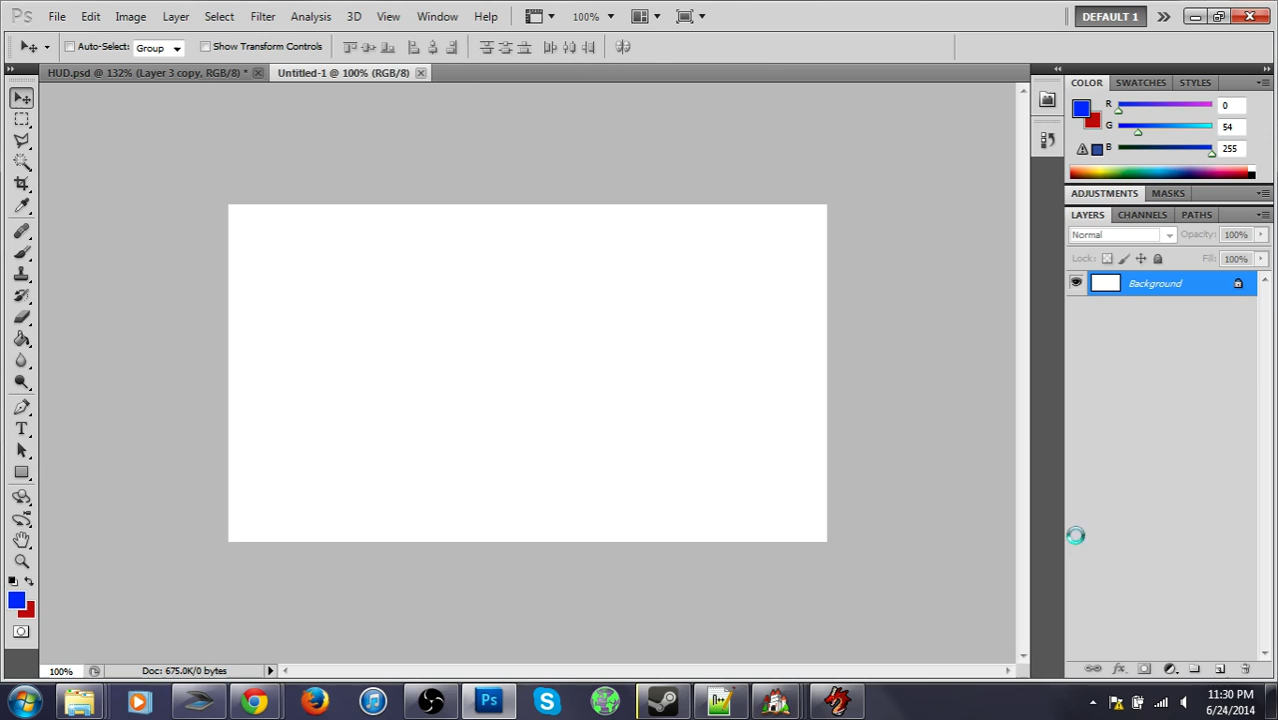 Ps File Edit Image Layer Select Filter Analysis 3D View Window Help 100% DEFAULT 1
Auto-Select: Group Show Transform Controls
HUD.psd @ 132% (Layer 3 copy, RGB/8) * Untitled-1 @ 100% (RGB/8)
COLOR SWATCHES STYLES
R 0
G 54
B 255
ADJUSTMENTS MASKS
LAYERS CHANNELS PATHS
Normal Opacity: 100%
Lock: Fill: 100%
Background
T
100% Doc: 675.0K/0 bytes
fx
Ps
11:30 PM
6/24/2014